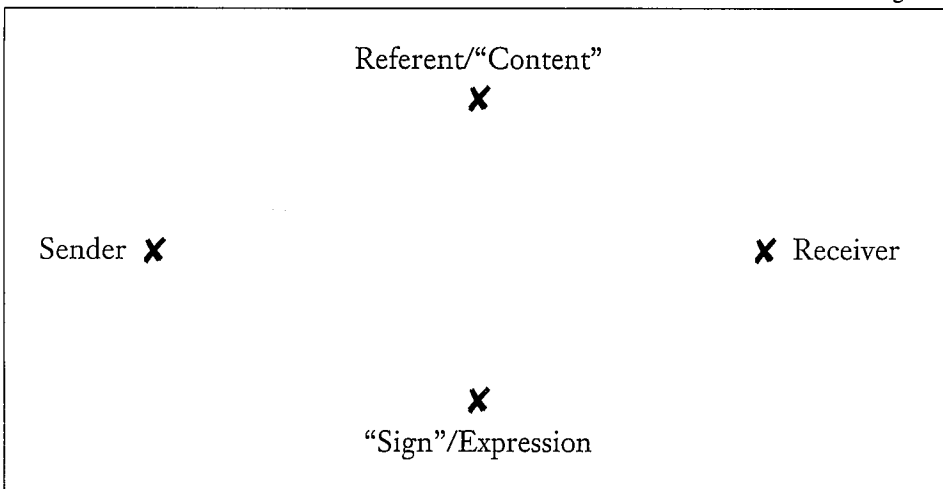 Referent/“Content”
✘
Sender ✘
✘ Receiver
✘
“Sign”/Expression